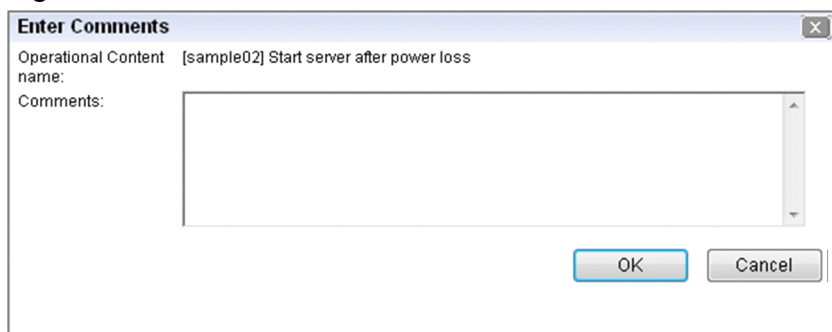 Enter Comments
Operational Content [sample02] Start server after power loss
name:
Comments:
OK Cancel